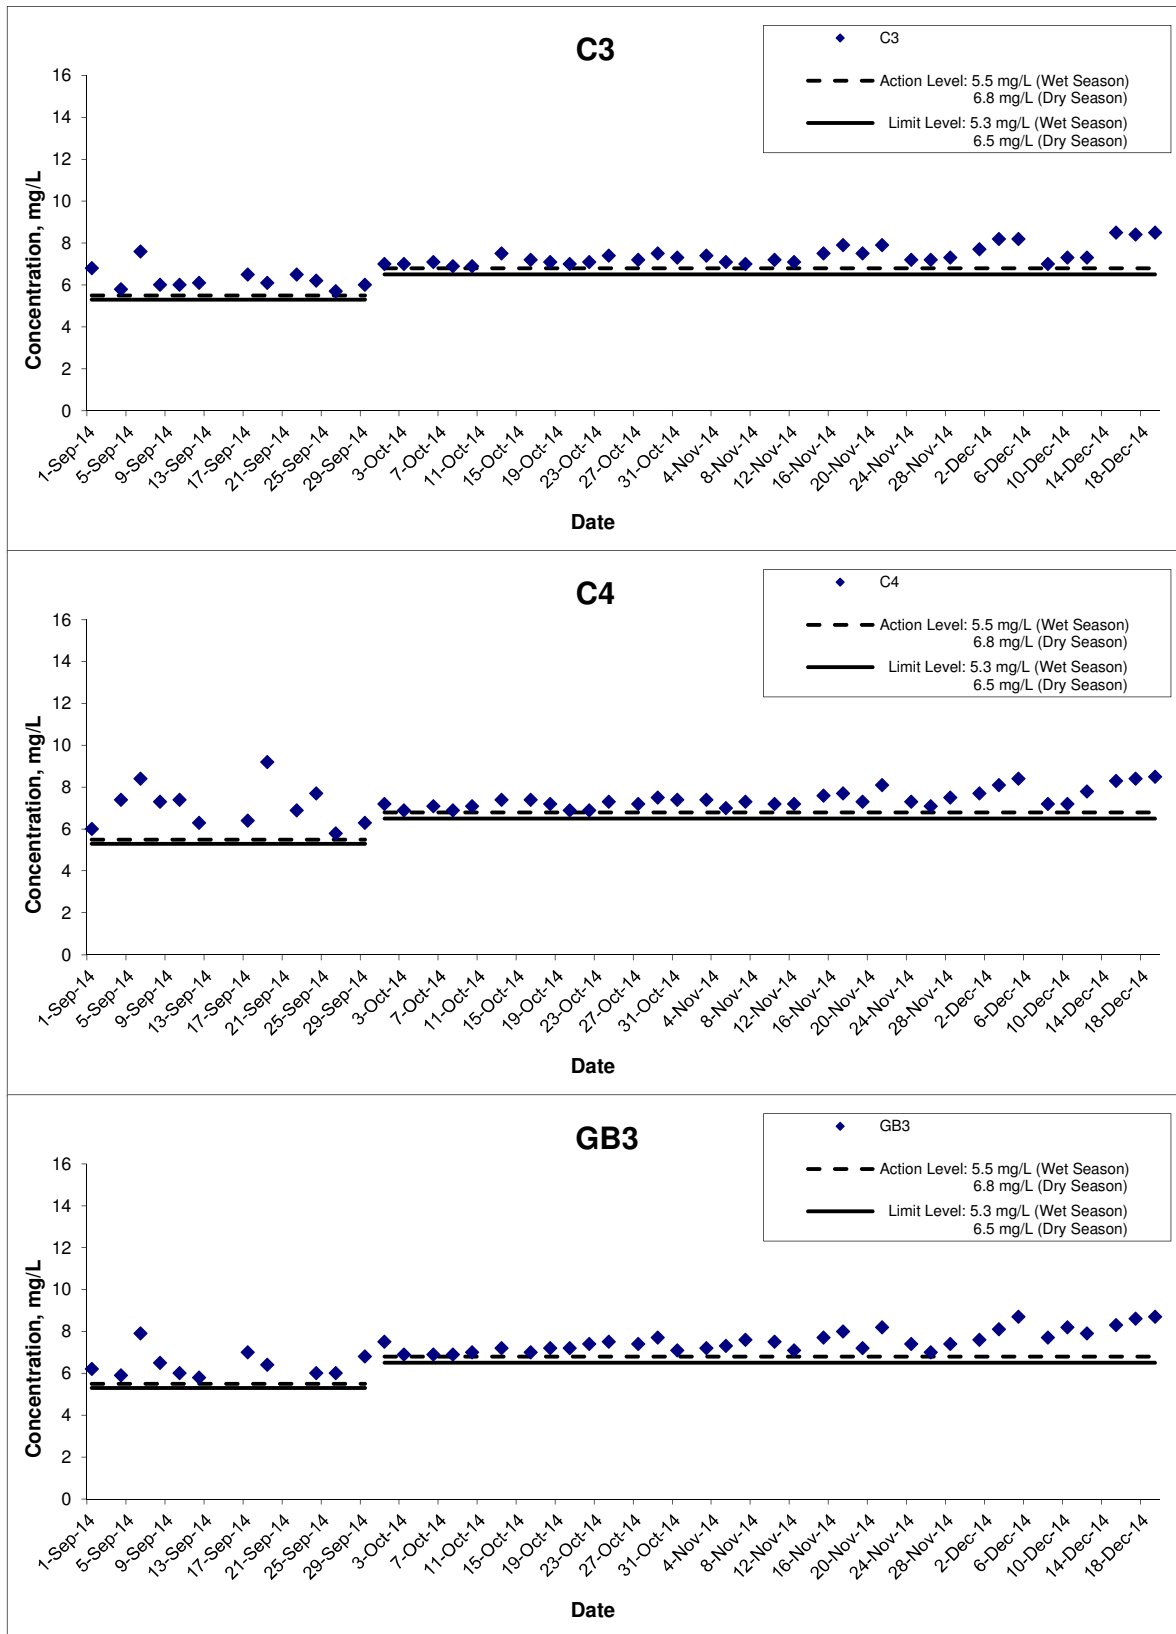 C3
C3
Action Level: 5.5 mg/L (Wet Season)
6.8 mg/L (Dry Season)
Limit Level: 5.3 mg/L (Wet Season)
6.5 mg/L (Dry Season)
Concentration, mg/L
16
14
12
10
8
6
4
2
0
1-Sep-14
5-Sep-14
9-Sep-14
13-Sep-14
17-Sep-14
21-Sep-14
25-Sep-14
29-Sep-14
3-Oct-14
7-Oct-14
11-Oct-14
15-Oct-14
19-Oct-14
23-Oct-14
27-Oct-14
31-Oct-14
4-Nov-14
8-Nov-14
12-Nov-14
16-Nov-14
20-Nov-14
24-Nov-14
28-Nov-14
2-Dec-14
6-Dec-14
10-Dec-14
14-Dec-14
18-Dec-14
Date
C4
C4
Action Level: 5.5 mg/L (Wet Season)
6.8 mg/L (Dry Season)
Limit Level: 5.3 mg/L (Wet Season)
6.5 mg/L (Dry Season)
Concentration, mg/L
16
14
12
10
8
6
4
2
0
1-Sep-14
5-Sep-14
9-Sep-14
13-Sep-14
17-Sep-14
21-Sep-14
25-Sep-14
29-Sep-14
3-Oct-14
7-Oct-14
11-Oct-14
15-Oct-14
19-Oct-14
23-Oct-14
27-Oct-14
31-Oct-14
4-Nov-14
8-Nov-14
12-Nov-14
16-Nov-14
20-Nov-14
24-Nov-14
28-Nov-14
2-Dec-14
6-Dec-14
10-Dec-14
14-Dec-14
18-Dec-14
Date
GB3
GB3
Action Level: 5.5 mg/L (Wet Season)
6.8 mg/L (Dry Season)
Limit Level: 5.3 mg/L (Wet Season)
6.5 mg/L (Dry Season)
Concentration, mg/L
16
14
12
10
8
6
4
2
0
1-Sep-14
5-Sep-14
9-Sep-14
13-Sep-14
17-Sep-14
21-Sep-14
25-Sep-14
29-Sep-14
3-Oct-14
7-Oct-14
11-Oct-14
15-Oct-14
19-Oct-14
23-Oct-14
27-Oct-14
31-Oct-14
4-Nov-14
8-Nov-14
12-Nov-14
16-Nov-14
20-Nov-14
24-Nov-14
28-Nov-14
2-Dec-14
6-Dec-14
10-Dec-14
14-Dec-14
18-Dec-14
Date